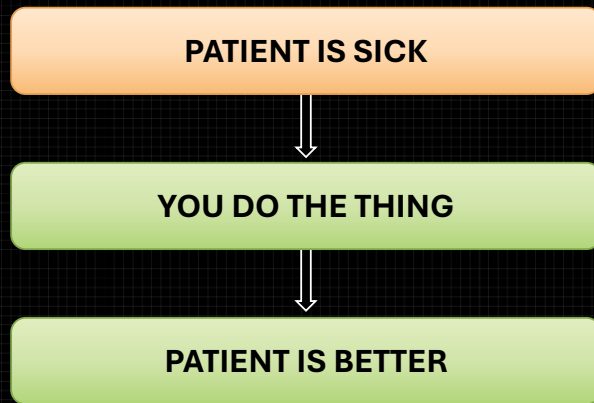 PATIENT IS SICK
YOU DO THE THING
PATIENT IS BETTER